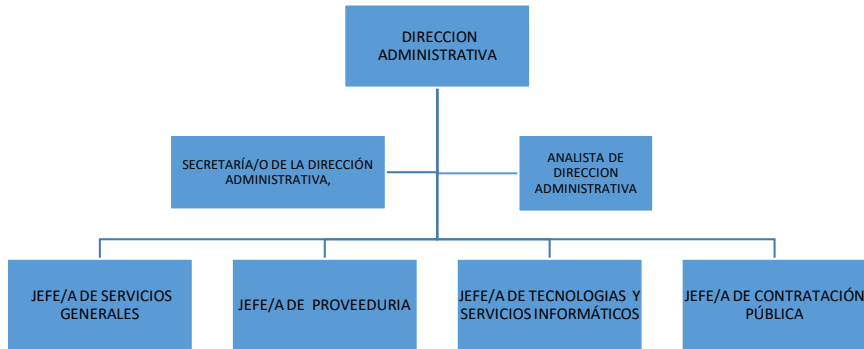 DIRECCION
ADMINISTRATIVA
SECRETARÍA/O DE LA DIRECCIÓN
ADMINISTRATIVA,
ANALISTA DE
DIRECCION
ADMINISTRATIVA
JEFE/A DE SERVICIOS
GENERALES
JEFE/A DE PROVEEDURIA
JEFE/A DE TECNOLOGIAS Y
SERVICIOS INFORMÁTICOS
JEFE/A DE CONTRATACIÓN
PÚBLICA